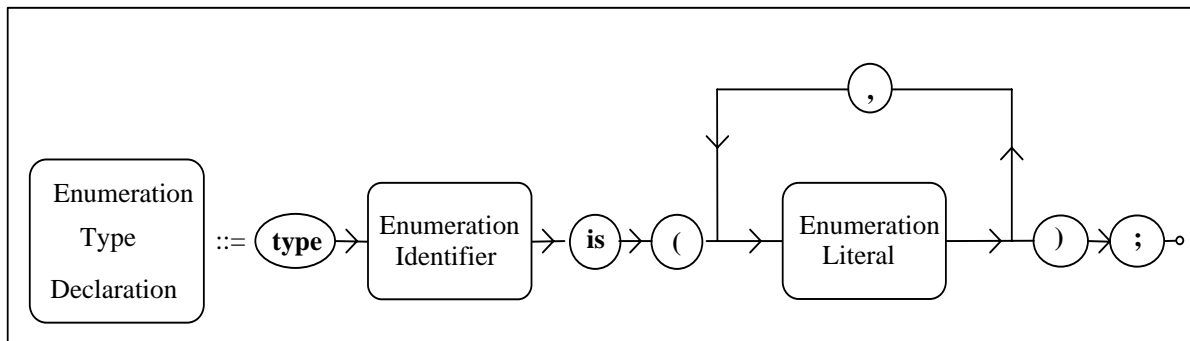 ,
Enumeration
Type
Declaration
::=
type
Enumeration
Identifier
is
(
Enumeration
Literal
)
;